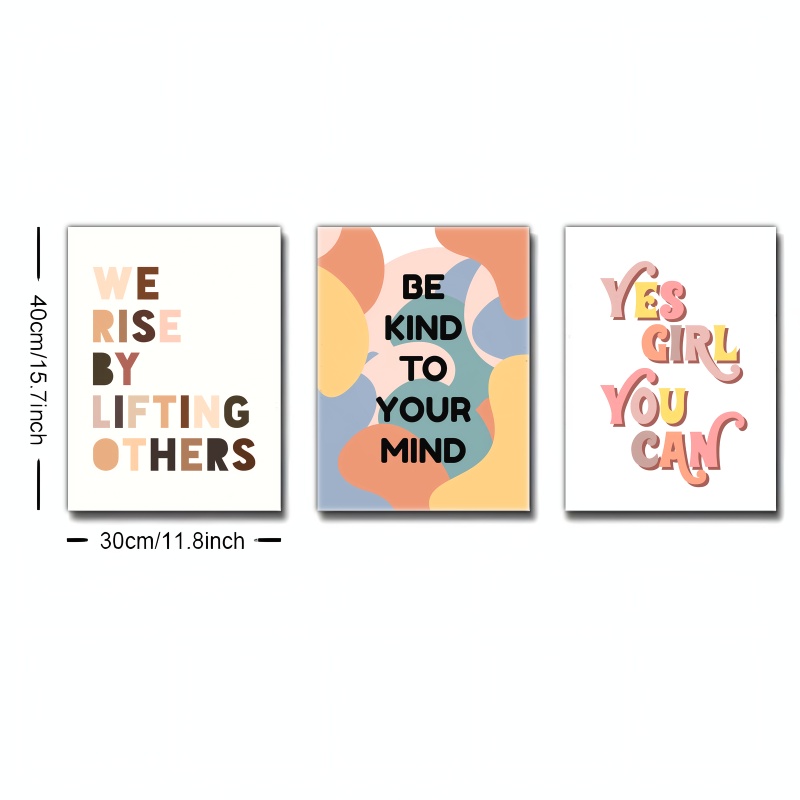 40cm/15.7inch
WE
RISE
BY
LIFTING
OTHERS
30cm/11.8inch
BE
KIND
TO
YOUR
MIND
YES
GIRL
YOU
CAN